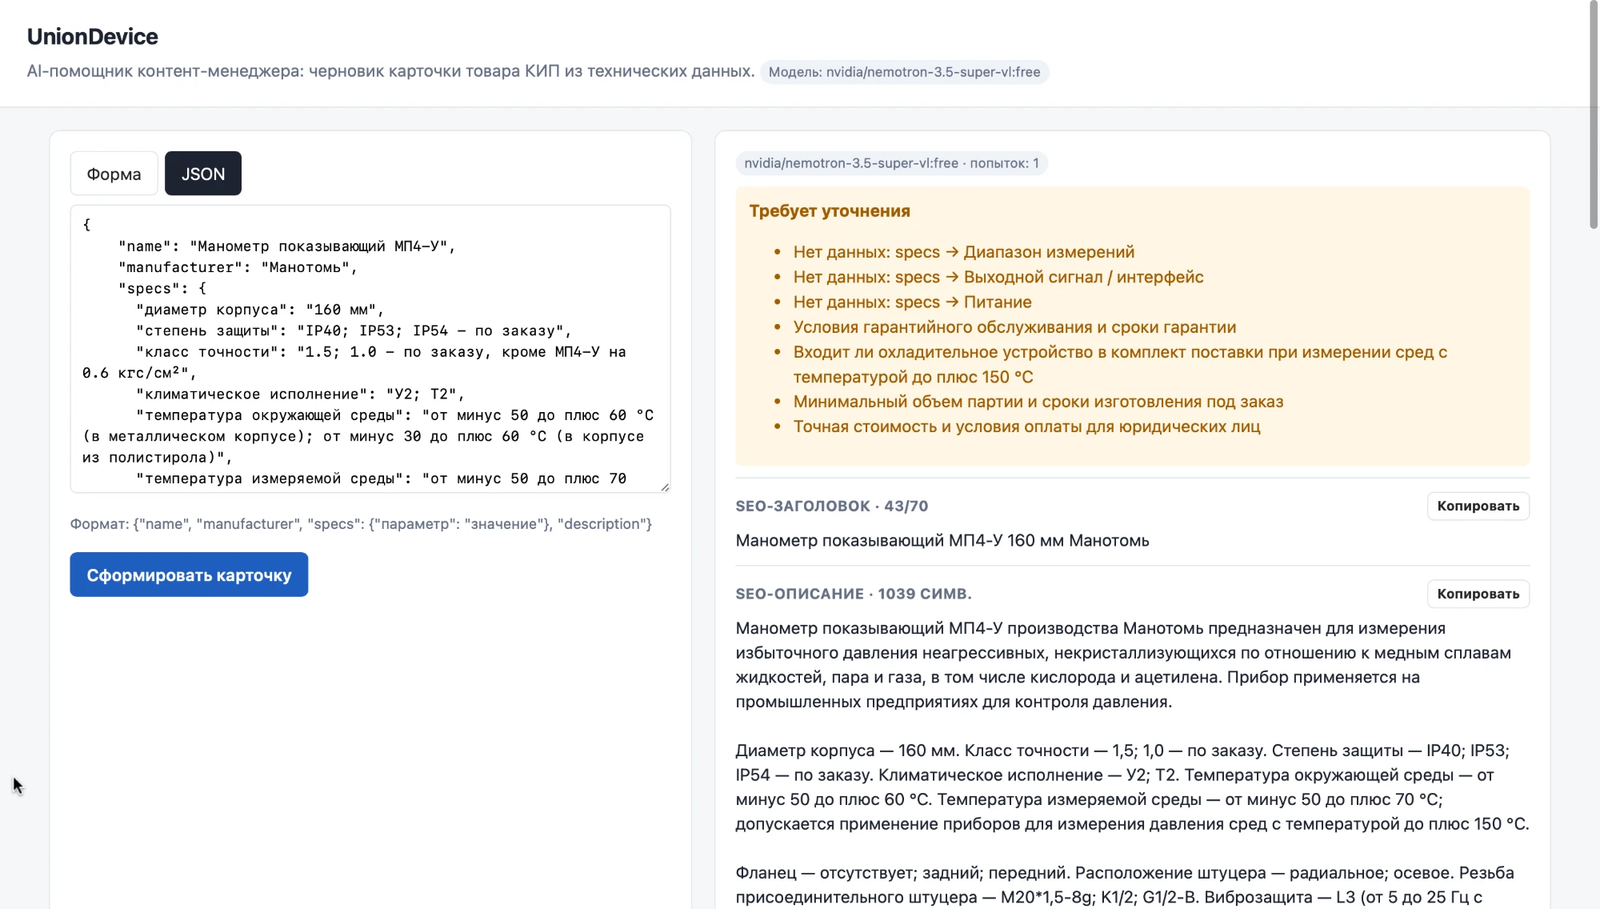 UnionDevice
AI-помощник контент-менеджера: черновик карточки товара КИП из технических данных.
Модель: nvidia/nemotron-3.5-super-vl:free
Форма
JSON
{
"name": "Манометр показывающий МП4-У",
"manufacturer": "Манотомь",
"specs": {
"диаметр корпуса": "160 мм",
"степень защиты": "IP40; IP53; IP54 — по заказу",
"класс точности": "1.5; 1.0 — по заказу, кроме МП4-У на
0.6 кгс/см²",
"климатическое исполнение": "У2; Т2",
"температура окружающей среды": "от минус 50 до плюс 60 °C
(в металлическом корпусе); от минус 30 до плюс 60 °C (в корпусе
из полистирола)",
"температура измеряемой среды": "от минус 50 до плюс 70
Формат: {"name", "manufacturer", "specs": {"параметр": "значение"}, "description"}
Сформировать карточку
nvidia/nemotron-3.5-super-vl:free · попыток: 1
Требует уточнения
• Нет данных: specs → Диапазон измерений
• Нет данных: specs → Выходной сигнал / интерфейс
• Нет данных: specs → Питание
• Условия гарантийного обслуживания и сроки гарантии
• Входит ли охладительное устройство в комплект поставки при измерении сред с
температурой до плюс 150 °C
• Минимальный объем партии и сроки изготовления под заказ
• Точная стоимость и условия оплаты для юридических лиц
SEO-ЗАГОЛОВОК · 43/70
Копировать
Манометр показывающий МП4-У 160 мм Манотомь
SEO-ОПИСАНИЕ · 1039 СИМВ.
Копировать
Манометр показывающий МП4-У производства Манотомь предназначен для измерения
избыточного давления неагрессивных, некристаллизующихся по отношению к медным сплавам
жидкостей, пара и газа, в том числе кислорода и ацетилена. Прибор применяется на
промышленных предприятиях для контроля давления.
Диаметр корпуса — 160 мм. Класс точности — 1,5; 1,0 — по заказу. Степень защиты — IP40; IP53;
IP54 — по заказу. Климатическое исполнение — У2; Т2. Температура окружающей среды — от
минус 50 до плюс 60 °C. Температура измеряемой среды — от минус 50 до плюс 70 °C;
допускается применение приборов для измерения давления сред с температурой до плюс 150 °C.
Фланец — отсутствует; задний; передний. Расположение штуцера — радиальное; осевое. Резьба
присоединительного штуцера — M20*1,5-8g; K1/2; G1/2-B. Виброзащита — L3 (от 5 до 25 Гц с